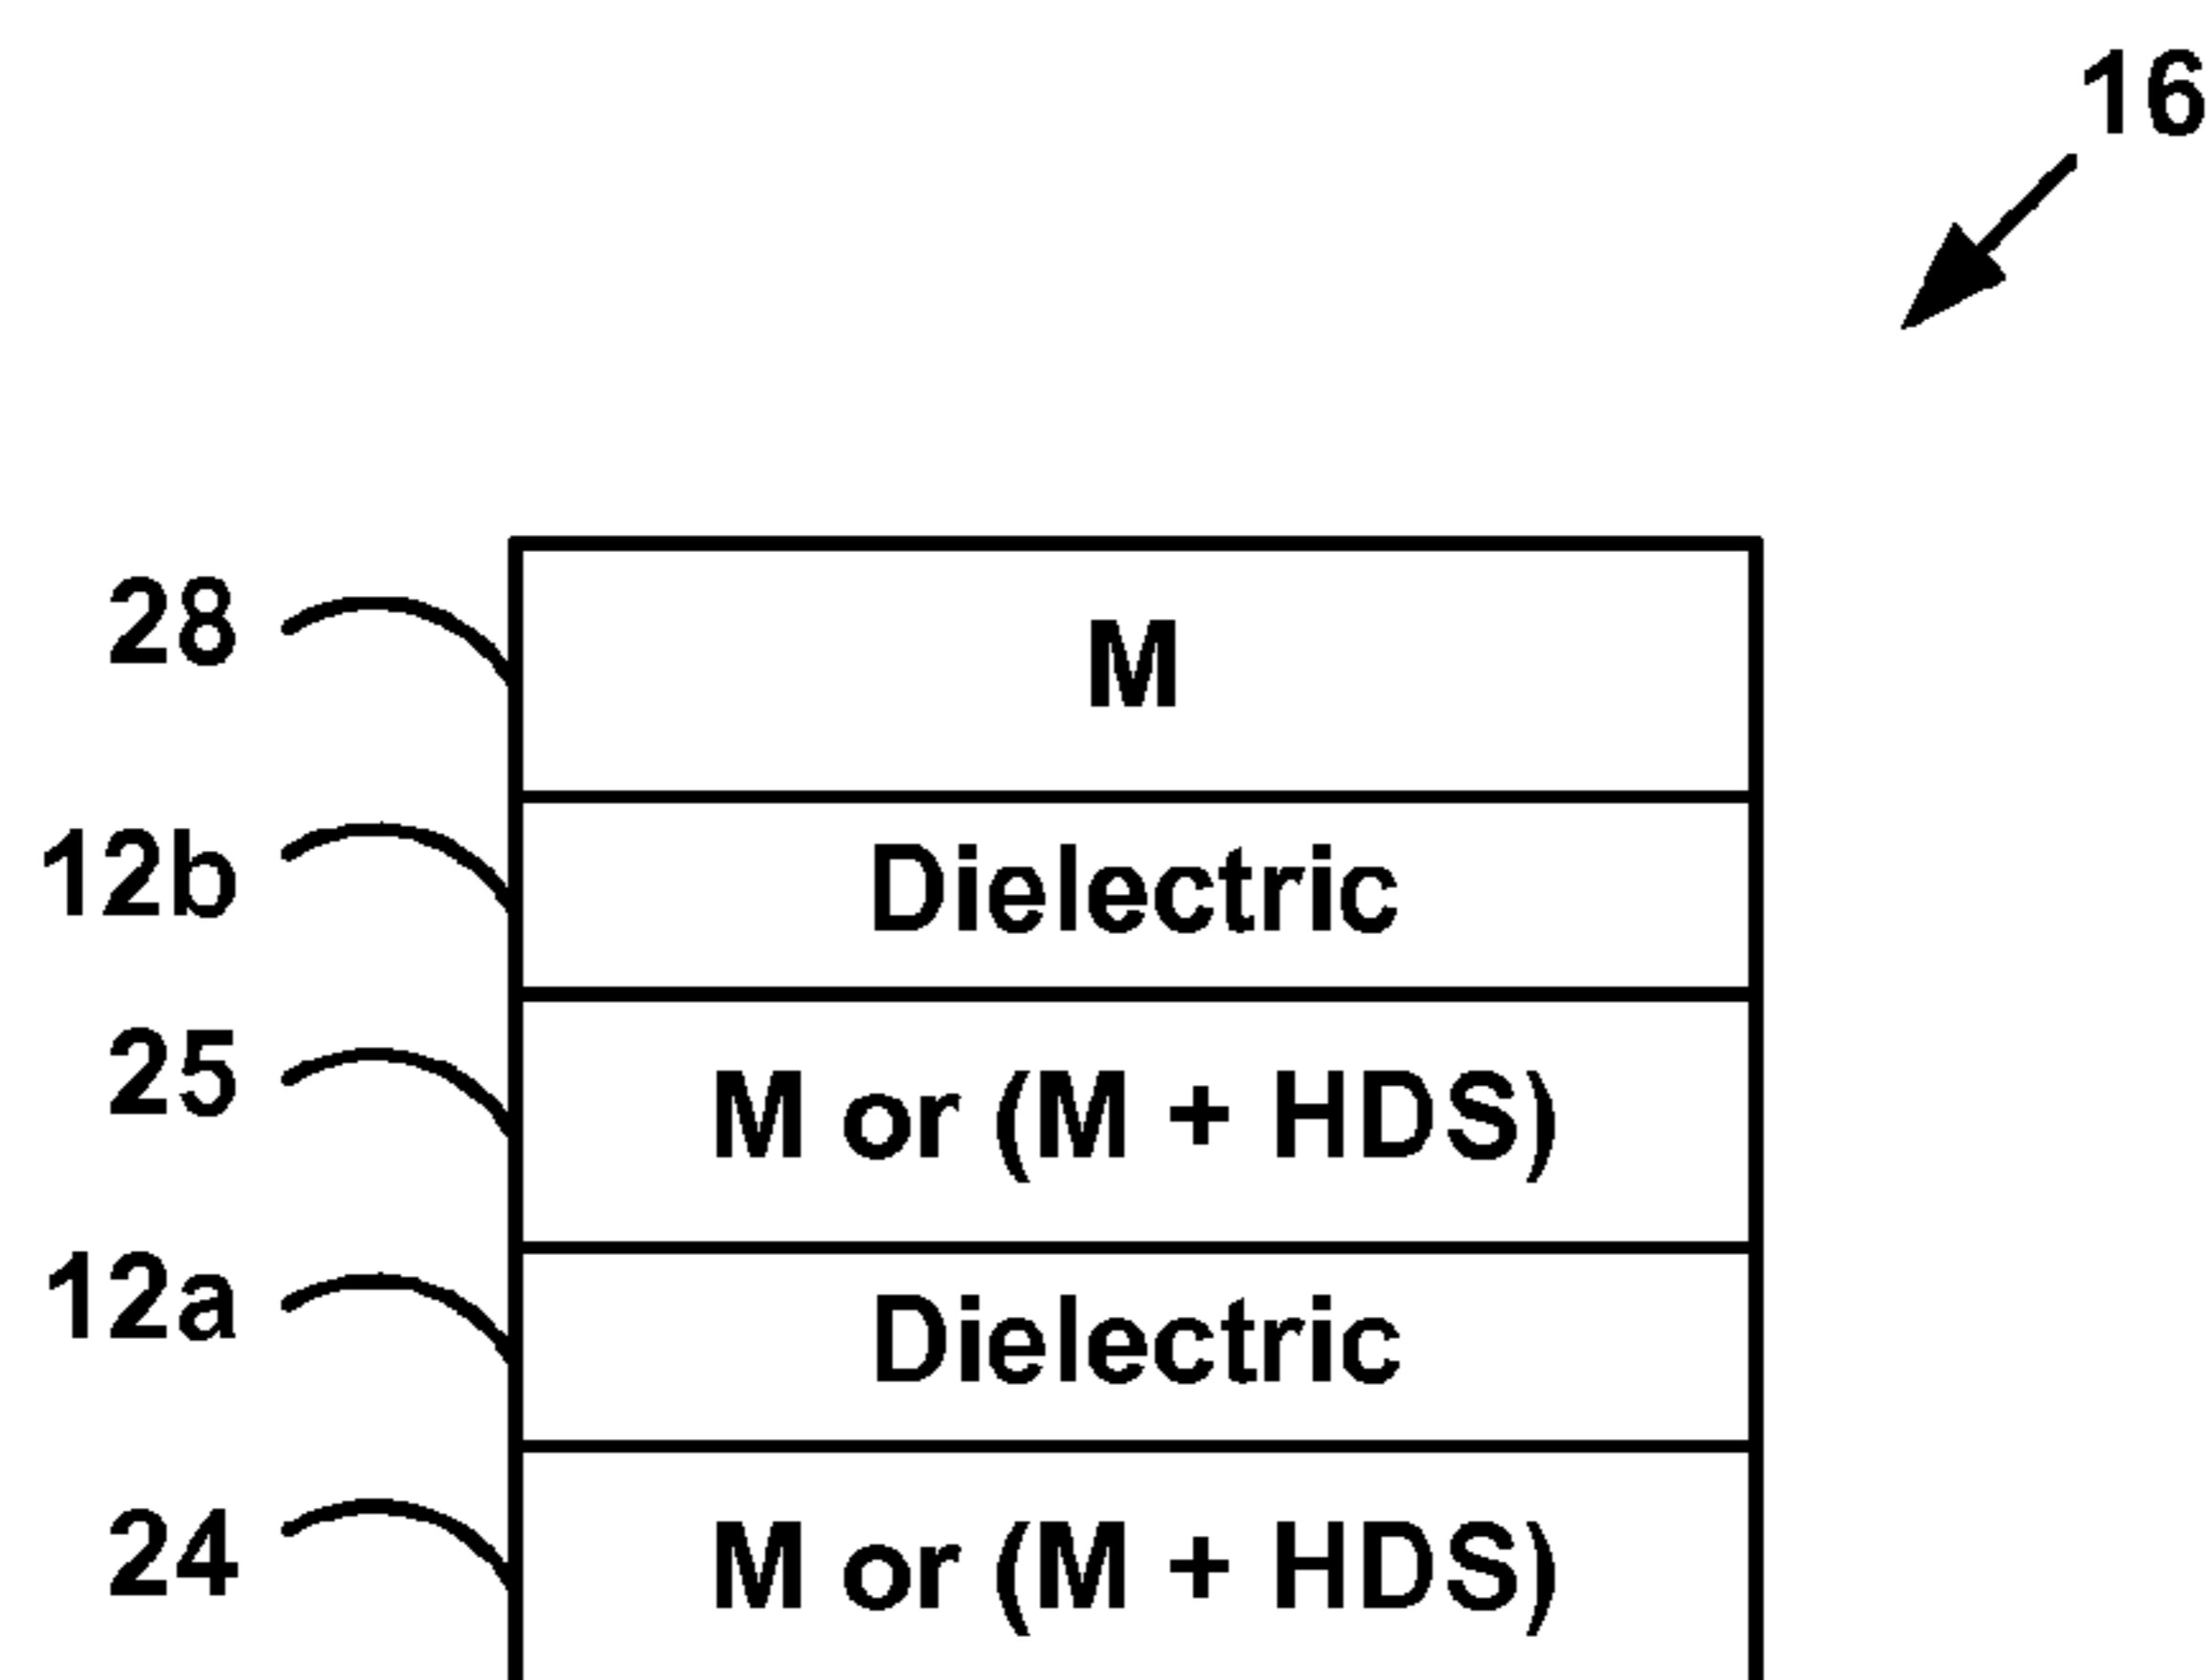 16
28 M
12b Dielectric
25 M or (M + HDS)
12a Dielectric
24 M or (M + HDS)